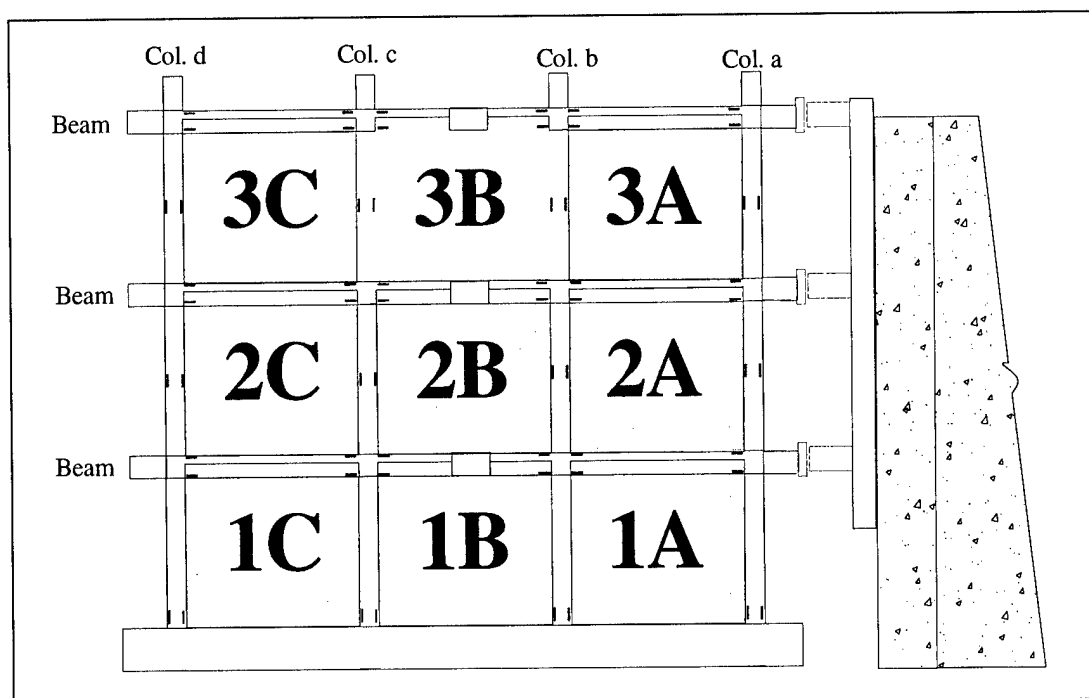 Col. d
Col. c
Col. b
Col. a
Beam
3C
3B
3A
Beam
2C
2B
2A
Beam
1C
1B
1A